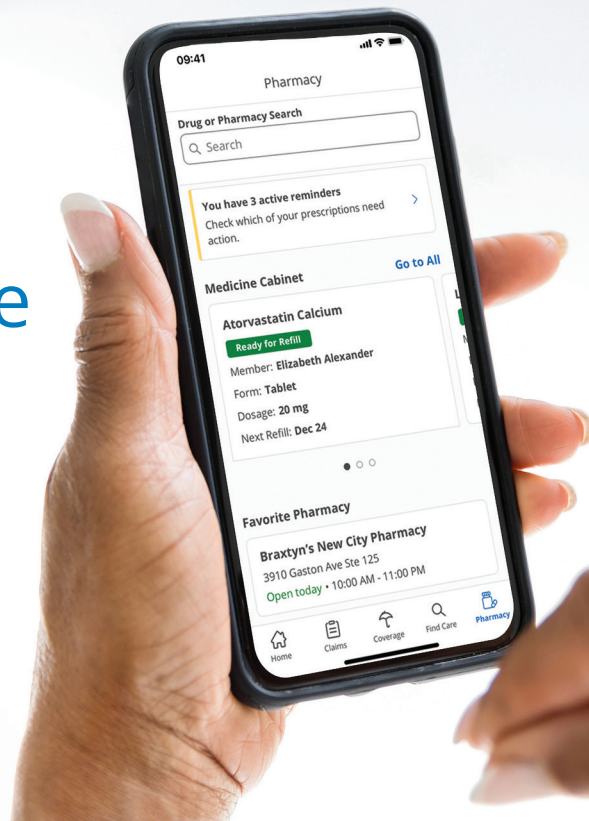 09:41
Pharmacy
Drug or Pharmacy Search
Search
You have 3 active reminders
Check which of your prescriptions need
action.
Medicine Cabinet
Go to All
Atorvastatin Calcium
Ready for Refill
Member: Elizabeth Alexander
Form: Tablet
Dosage: 20 mg
Next Refill: Dec 24
Favorite Pharmacy
Braxtyn's New City Pharmacy
3910 Gaston Ave Ste 125
Open today • 10:00 AM - 11:00 PM
Home
Claims
Coverage
Find Care
Pharmacy
e